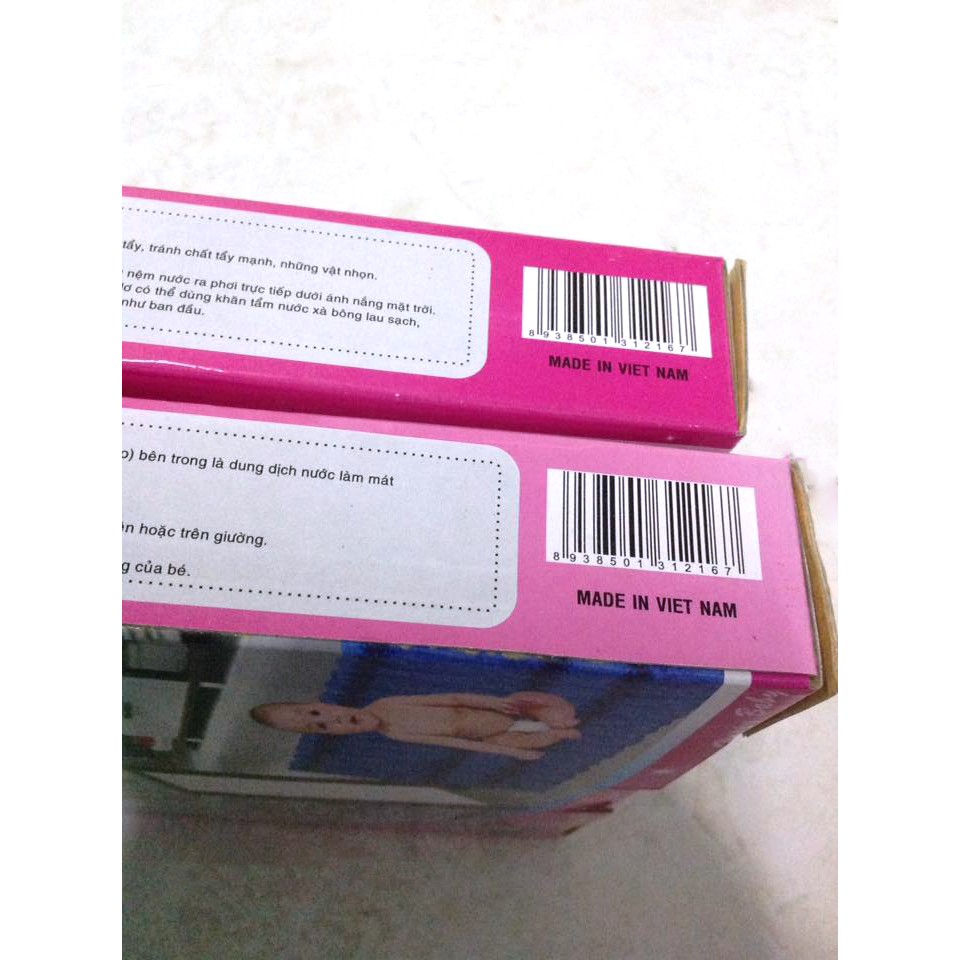 tẩy, tránh chất tẩy mạnh, những vật nhọn.
nệm nước ra phơi trực tiếp dưới ánh nắng mặt trời.
dơ có thể dùng khăn tẩm nước xà bông lau sạch,
như ban đầu.
8 938501 312167
MADE IN VIET NAM
bên trong là dung dịch nước làm mát
hoặc trên giường.
của bé.
8 938501 312167
MADE IN VIET NAM
Baby